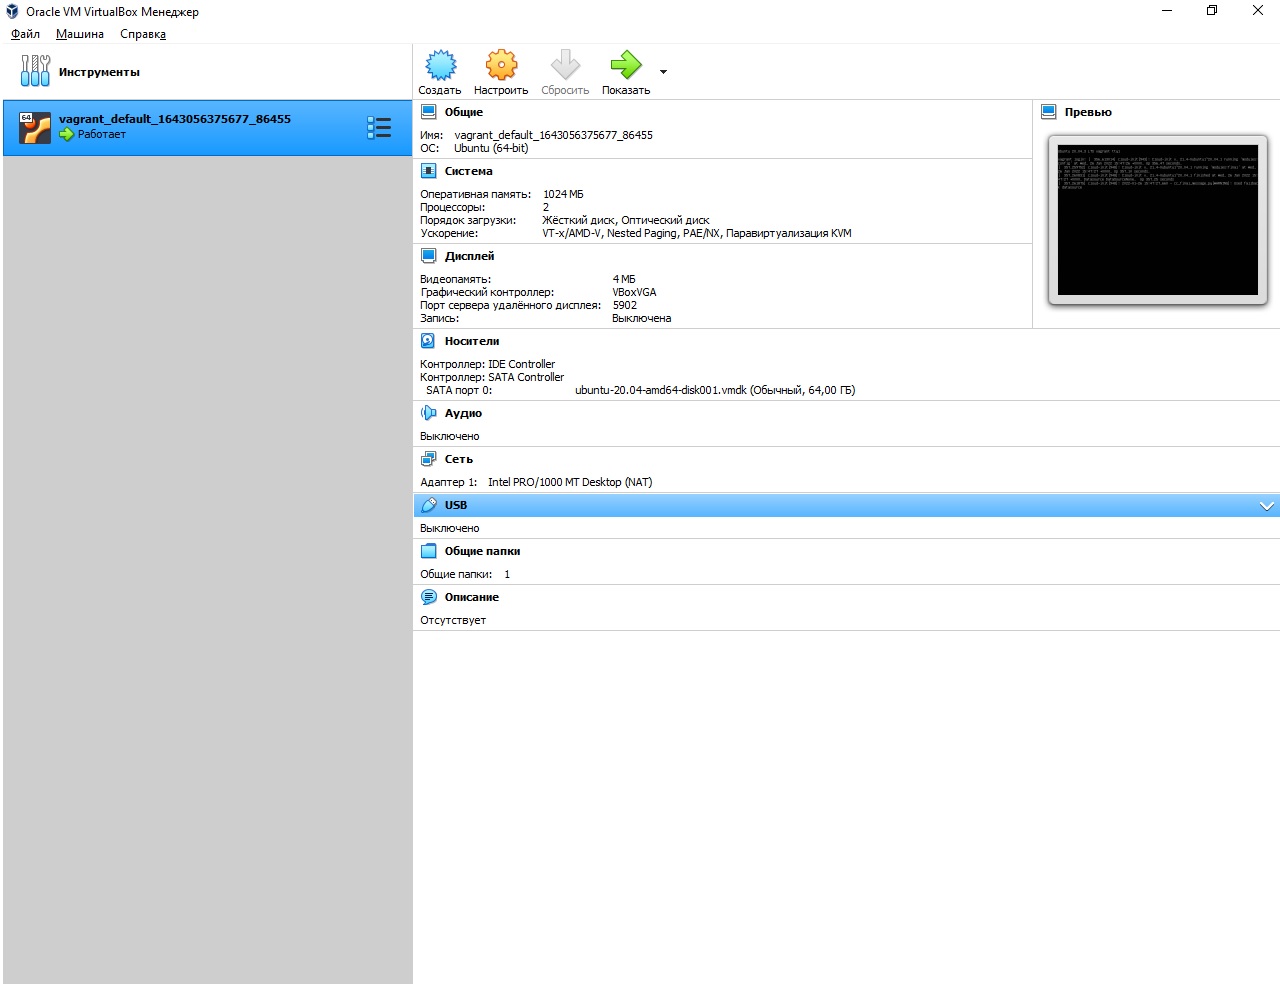 Oracle VM VirtualBox Менеджер
Файл Машина Справка
Инструменты
Создать Настроить Сбросить Показать
64
vagrant_default_1643056375677_86455
Работает
Общие
Имя: vagrant_default_1643056375677_86455
ОС: Ubuntu (64-bit)
Система
Оперативная память: 1024 МБ
Процессоры: 2
Порядок загрузки: Жёсткий диск, Оптический диск
Ускорение: VT-x/AMD-V, Nested Paging, PAE/NX, Паравиртуализация KVM
Дисплей
Видеопамять: 4 МБ
Графический контроллер: VBoxVGA
Порт сервера удалённого дисплея: 5902
Запись: Выключена
Превью
Носители
Контроллер: IDE Controller
Контроллер: SATA Controller
SATA порт 0: ubuntu-20.04-amd64-disk001.vmdk (Обычный, 64,00 ГБ)
Аудио
Выключено
Сеть
Адаптер 1: Intel PRO/1000 MT Desktop (NAT)
USB
Выключено
Общие папки
Общие папки: 1
Описание
Отсутствует